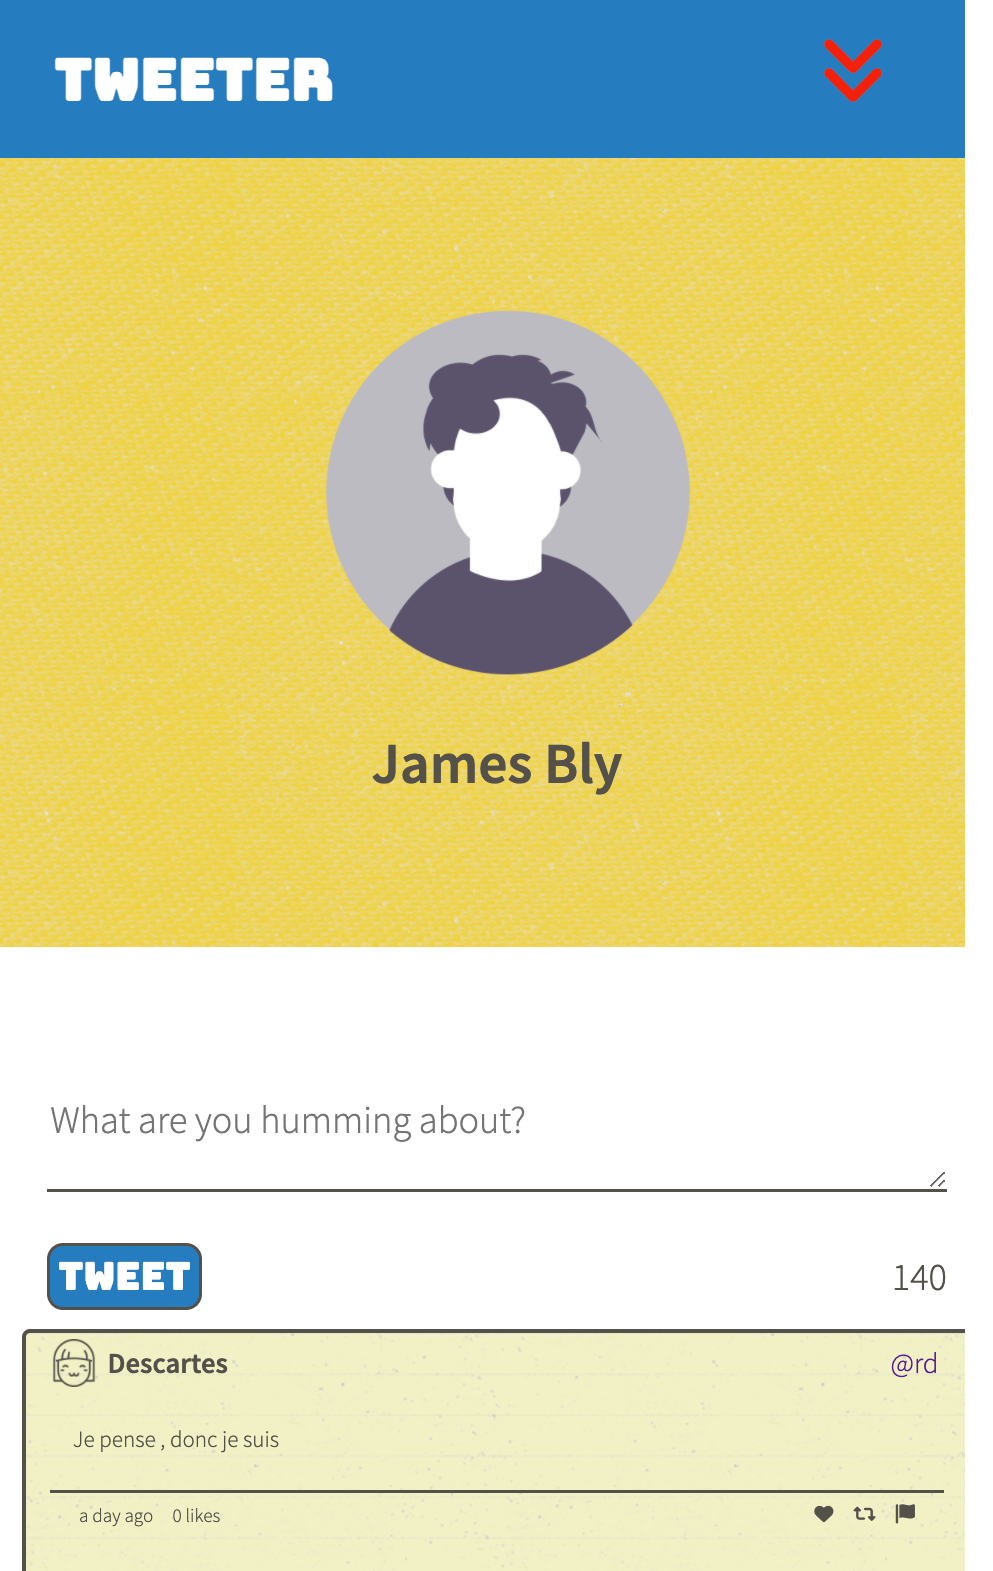 TWEETER
James Bly
What are you humming about?
TWEET 140
Descartes @rd
Je pense , donc je suis
a day ago 0 likes